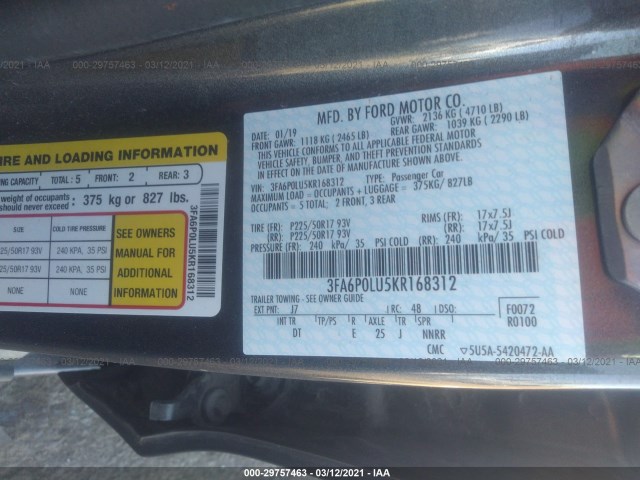 000-29757463 - 03/12/2021 - IAA
MFD. BY FORD MOTOR CO.
DATE: 01/19
GVWR: 2136 KG ( 4710 LB)
FRONT GAWR: 1118 KG ( 2465 LB)
REAR GAWR: 1039 KG ( 2290 LB)
THIS VEHICLE CONFORMS TO ALL APPLICABLE FEDERAL MOTOR
VEHICLE SAFETY, BUMPER, AND THEFT PREVENTION STANDARDS
IN EFFECT ON THE DATE OF MANUFACTURE SHOWN ABOVE.
VIN: 3FA6P0LU5KR168312
TYPE: Passenger Car
MAXIMUM LOAD = OCCUPANTS + LUGGAGE = 375KG/ 827LB
OCCUPANTS = 5 TOTAL: 2 FRONT, 3 REAR
TIRE (FR): P225/50R17 93V
RIMS (FR): 17x7.5J
(RR): P225/50R17 93V
(RR): 17x7.5J
PRESSURE (FR): 240 kPa/ 35 PSI COLD
(RR): 240 kPa/ 35 PSI COLD
3FA6P0LU5KR168312
TRAILER TOWING - SEE OWNER GUIDE
EXT PNT: J7 RC: 48 DSO:
F0072
R0100
INT TR TP/PS R AXLE TR SPR
DT E 25 J NNRR
CMC 5U5A-5420472-AA
IRE AND LOADING INFORMATION
NG CAPACITY TOTAL: 5 FRONT: 2 REAR: 3
weight of occupants
should never exceed: 375 kg or 827 lbs.
SIZE COLD TIRE PRESSURE
225/50R17 93V 240 KPA, 35 PSI
225/50R17 93V 240 KPA, 35 PSI
NONE NONE
SEE OWNERS
MANUAL FOR
ADDITIONAL
INFORMATION
3FA6P0LU5KR168312
000-29757463 - 03/12/2021 - IAA